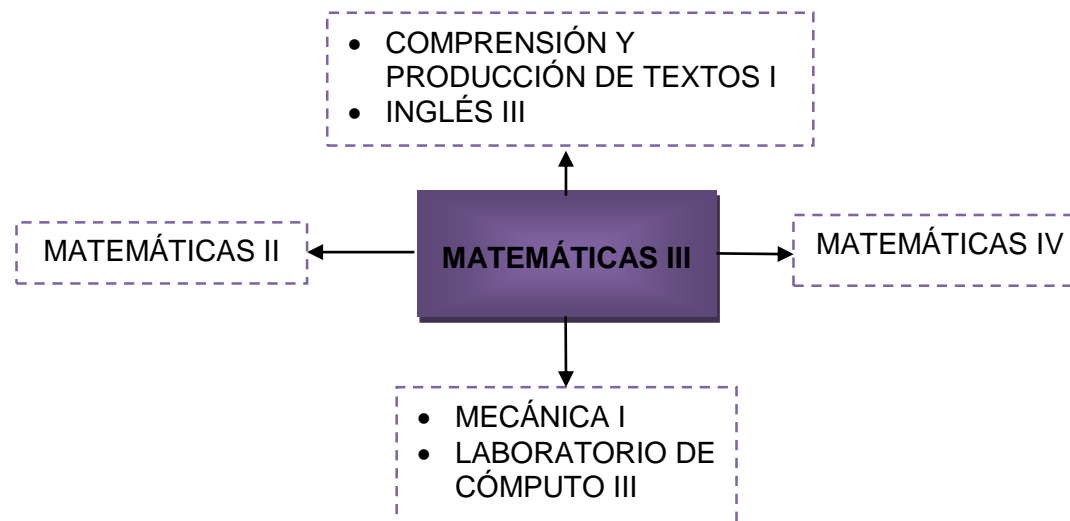 • COMPRENSIÓN Y
PRODUCCIÓN DE TEXTOS I
• INGLÉS III
MATEMÁTICAS II
MATEMÁTICAS III
MATEMÁTICAS IV
• MECÁNICA I
• LABORATORIO DE
CÓMPUTO III